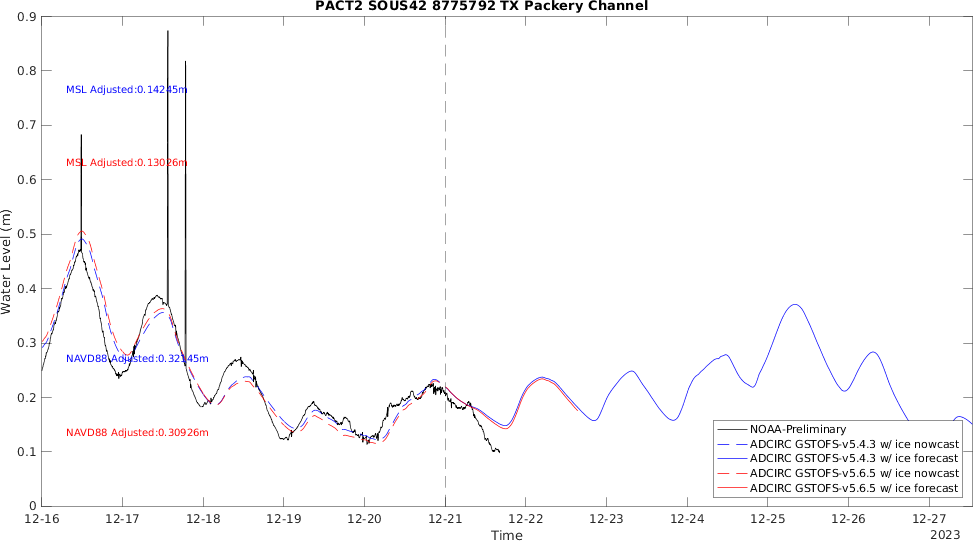 PACT2 SOUS42 8775792 TX Packery Channel
0.9
0.8
0.7
0.6
0.5
0.4
0.3
0.2
0.1
0
Water Level (m)
MSL Adjusted:0.14245m
MSL Adjusted:0.13026m
NAVD88 Adjusted:0.32145m
NAVD88 Adjusted:0.30926m
NOAA-Preliminary
ADCIRC GSTOFS-v5.4.3 w/ ice nowcast
ADCIRC GSTOFS-v5.4.3 w/ ice forecast
ADCIRC GSTOFS-v5.6.5 w/ ice nowcast
ADCIRC GSTOFS-v5.6.5 w/ ice forecast
12-16 12-17 12-18 12-19 12-20 12-21 12-22 12-23 12-24 12-25 12-26 12-27
2023
Time